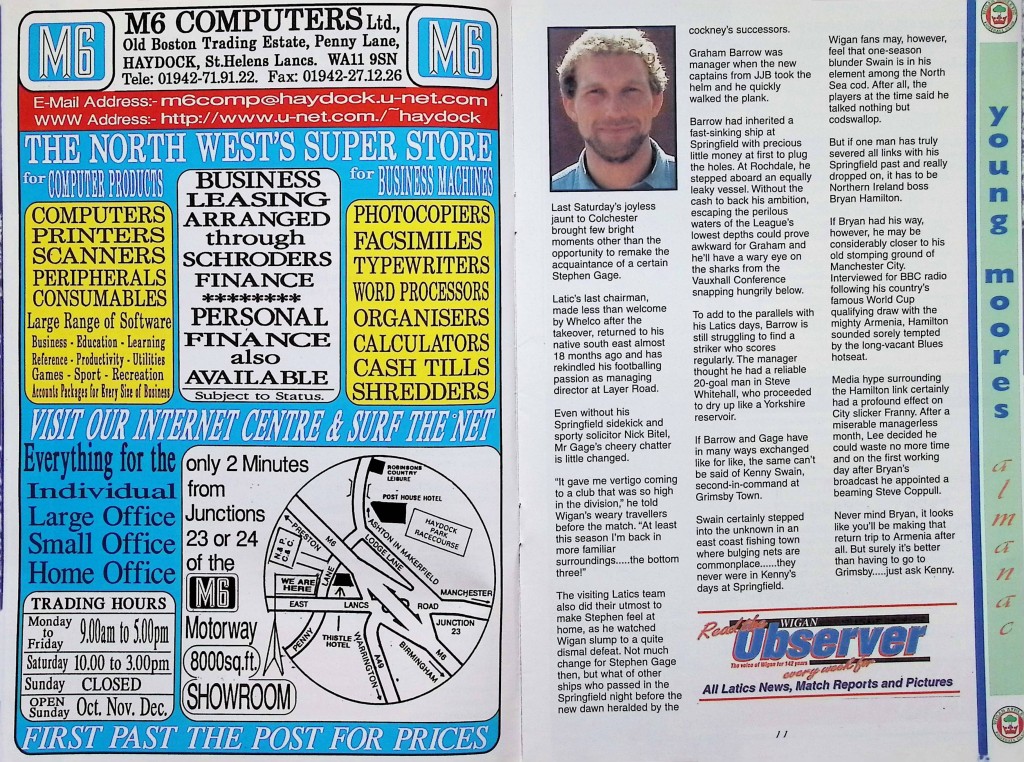 M6
M6 COMPUTERS Ltd.,
Old Boston Trading Estate, Penny Lane,
HAYDOCK, St.Helens Lancs. WA11 9SN
Tele: 01942-71.91.22. Fax: 01942-27.12.26
M6
E-Mail Address:- m6comp@haydock.u-net.com
WWW Address:- http://www.u-net.com./~haydock
THE NORTH WEST'S SUPER STORE
for COMPUTER PRODUCTS
for BUSINESS MACHINES
COMPUTERS
PRINTERS
SCANNERS
PERIPHERALS
CONSUMABLES
Large Range of Software
Business - Education - Learning
Reference - Productivity - Utilities
Games - Sport - Recreation
Accounts Packages for Every Size of Business
BUSINESS
LEASING
ARRANGED
through
SCHRODERS
FINANCE
********
PERSONAL
FINANCE
also
AVAILABLE
Subject to Status.
PHOTOCOPIERS
FACSIMILES
TYPEWRITERS
WORD PROCESSORS
ORGANISERS
CALCULATORS
CASH TILLS
SHREDDERS
VISIT OUR INTERNET CENTRE & SURF THE 'NET
Everything for the
Individual
Large Office
Small Office
Home Office
TRADING HOURS
Monday
to
Friday
9.00am to 5.00pm
Saturday 10.00 to 3.00pm
Sunday CLOSED
OPEN
Sunday
Oct. Nov. Dec.
only 2 Minutes
from
Junctions
23 or 24
of the
M6
Motorway
8000sq.ft.
SHOWROOM
ROBINSONS
COUNTRY
LEISURE
POST HOUSE HOTEL
HAYDOCK
PARK
RACECOURSE
ASHTON IN MAKERFIELD
LODGE LANE
PRESTON
M6
N.& P.
C.& C.
WE ARE
HERE
LANE
EAST LANCS ROAD
MANCHESTER
JUNCTION
23
PENNY
THISTLE
HOTEL
WARRINGTON
A49
BIRMINGHAM
M6
FIRST PAST THE POST FOR PRICES
Last Saturday's joyless
jaunt to Colchester
brought few bright
moments other than the
opportunity to remake the
acquaintance of a certain
Stephen Gage.
Latic's last chairman,
made less than welcome
by Whelco after the
takeover, returned to his
native south east almost
18 months ago and has
rekindled his footballing
passion as managing
director at Layer Road.
Even without his
Springfield sidekick and
sporty solicitor Nick Bitel,
Mr Gage's cheery chatter
is little changed.
"It gave me vertigo coming
to a club that was so high
in the division," he told
Wigan's weary travellers
before the match. "At least
this season I'm back in
more familiar
surroundings.....the bottom
three!"
The visiting Latics team
also did their utmost to
make Stephen feel at
home, as he watched
Wigan slump to a quite
dismal defeat. Not much
change for Stephen Gage
then, but what of other
ships who passed in the
Springfield night before the
new dawn heralded by the
cockney's successors.
Graham Barrow was
manager when the new
captains from JJB took the
helm and he quickly
walked the plank.
Barrow had inherited a
fast-sinking ship at
Springfield with precious
little money at first to plug
the holes. At Rochdale, he
stepped aboard an equally
leaky vessel. Without the
cash to back his ambition,
escaping the perilous
waters of the League's
lowest depths could prove
awkward for Graham and
he'll have a wary eye on
the sharks from the
Vauxhall Conference
snapping hungrily below.
To add to the parallels with
his Latics days, Barrow is
still struggling to find a
striker who scores
regularly. The manager
thought he had a reliable
20-goal man in Steve
Whitehall, who proceeded
to dry up like a Yorkshire
reservoir.
If Barrow and Gage have
in many ways exchanged
like for like, the same can't
be said of Kenny Swain,
second-in-command at
Grimsby Town.
Swain certainly stepped
into the unknown in an
east coast fishing town
where bulging nets are
commonplace......they
never were in Kenny's
days at Springfield.
Wigan fans may, however,
feel that one-season
blunder Swain is in his
element among the North
Sea cod. After all, the
players at the time said he
talked nothing but
codswallop.
But if one man has truly
severed all links with his
Springfield past and really
dropped on, it has to be
Northern Ireland boss
Bryan Hamilton.
If Bryan had his way,
however, he may be
considerably closer to his
old stomping ground of
Manchester City.
Interviewed for BBC radio
following his country's
famous World Cup
qualifying draw with the
mighty Armenia, Hamilton
sounded sorely tempted
by the long-vacant Blues
hotseat.
Media hype surrounding
the Hamilton link certainly
had a profound effect on
City slicker Franny. After a
miserable managerless
month, Lee decided he
could waste no more time
and on the first working
day after Bryan's
broadcast he appointed a
beaming Steve Coppull.
Never mind Bryan, it looks
like you'll be making that
return trip to Armenia after
all. But surely it's better
than having to go to
Grimsby.....just ask Kenny.
Read the
WIGAN
Observer
The voice of Wigan for 142 years
every week for
All Latics News, Match Reports and Pictures
11
young moores
almanac